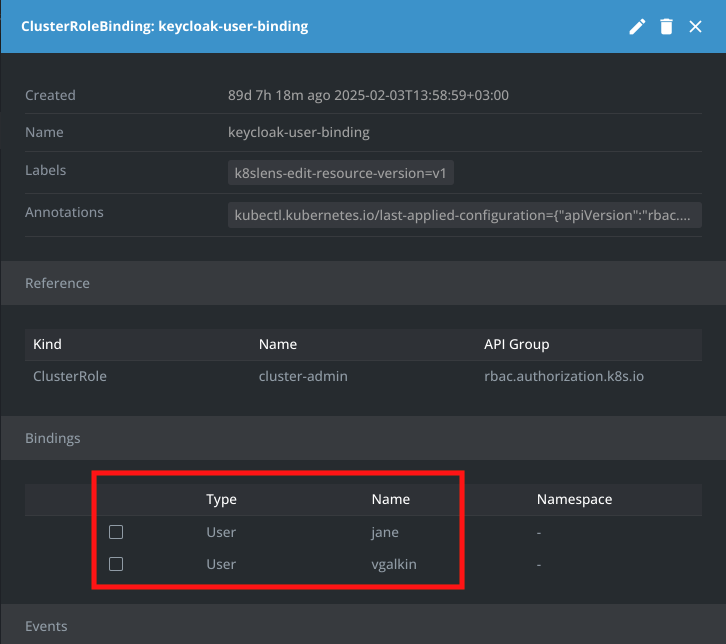 ClusterRoleBinding: keycloak-user-binding
Created 89d 7h 18m ago 2025-02-03T13:58:59+03:00
Name keycloak-user-binding
Labels k8slens-edit-resource-version=v1
Annotations kubectl.kubernetes.io/last-applied-configuration={"apiVersion":"rbac....
Reference
Kind Name API Group
ClusterRole cluster-admin rbac.authorization.k8s.io
Bindings
Type Name Namespace
User jane -
User vgalkin -
Events